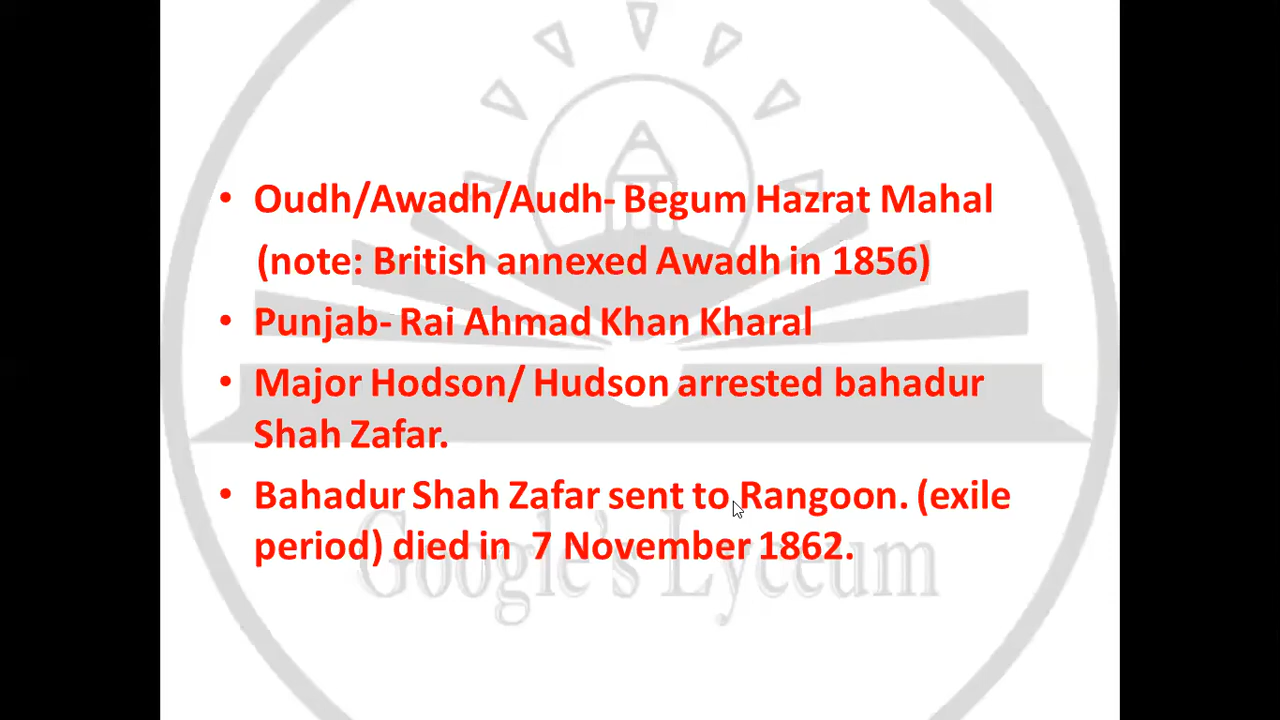 • Oudh/Awadh/Audh- Begum Hazrat Mahal
(note: British annexed Awadh in 1856)
• Punjab- Rai Ahmad Khan Kharal
• Major Hodson/ Hudson arrested bahadur
Shah Zafar.
• Bahadur Shah Zafar sent to Rangoon. (exile
period) died in 7 November 1862.
Google's Lyceum